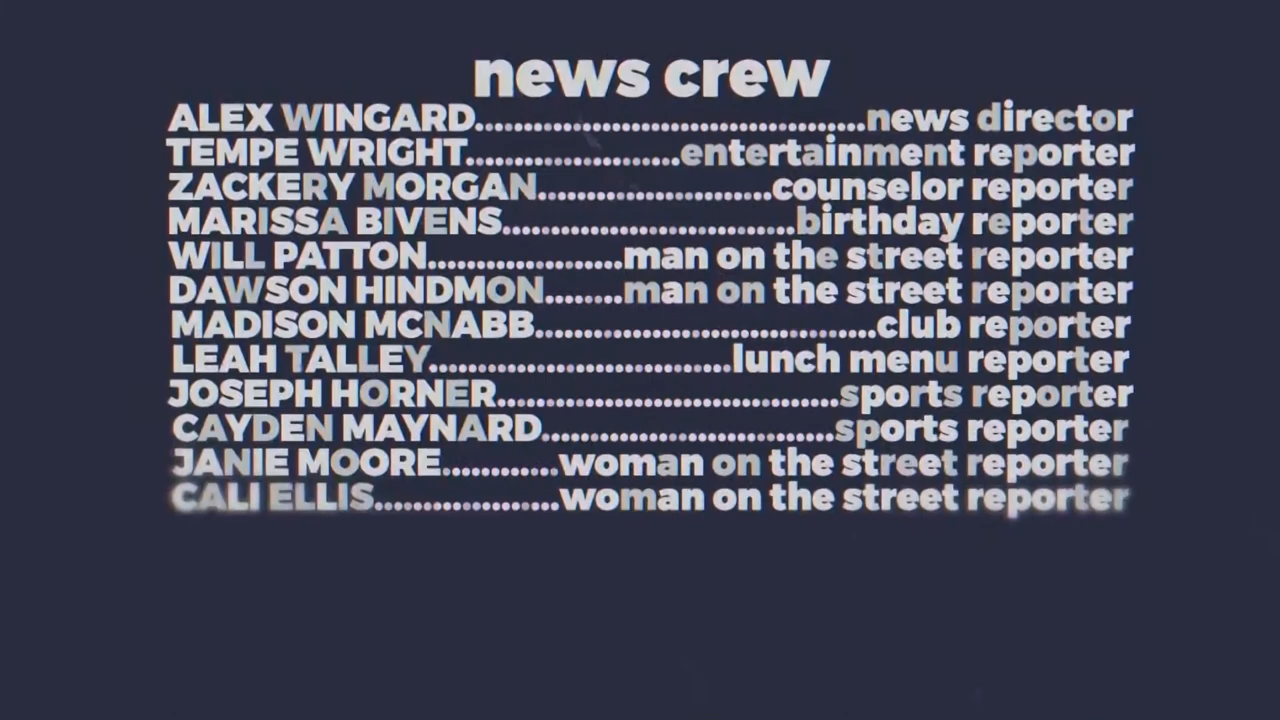 news crew
ALEX WINGARD.......................................news director
TEMPE WRIGHT.....................entertainment reporter
ZACKERY MORGAN.......................counselor reporter
MARISSA BIVENS.............................birthday reporter
WILL PATTON...................man on the street reporter
DAWSON HINDMON........man on the street reporter
MADISON MCNABB..................................club reporter
LEAH TALLEY..............................lunch menu reporter
JOSEPH HORNER..................................sports reporter
CAYDEN MAYNARD.............................sports reporter
JANIE MOORE............woman on the street reporter
CALI ELLIS...................woman on the street reporter